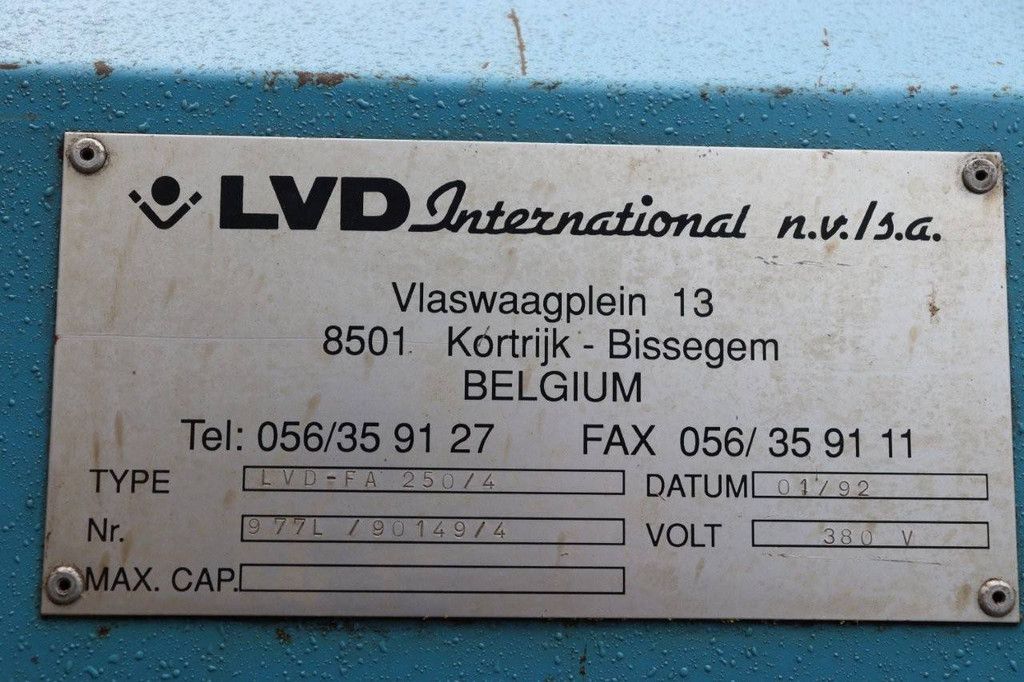 LVD International n.v./s.a.
Vlaswaagplein 13
8501 Kortrijk - Bissegem
BELGIUM
Tel: 056/35 91 27 FAX 056/ 35 91 11
TYPE LVD-FA 250/4 DATUM 01/92
Nr. 977L /90149/4 VOLT 380 V
MAX. CAP.